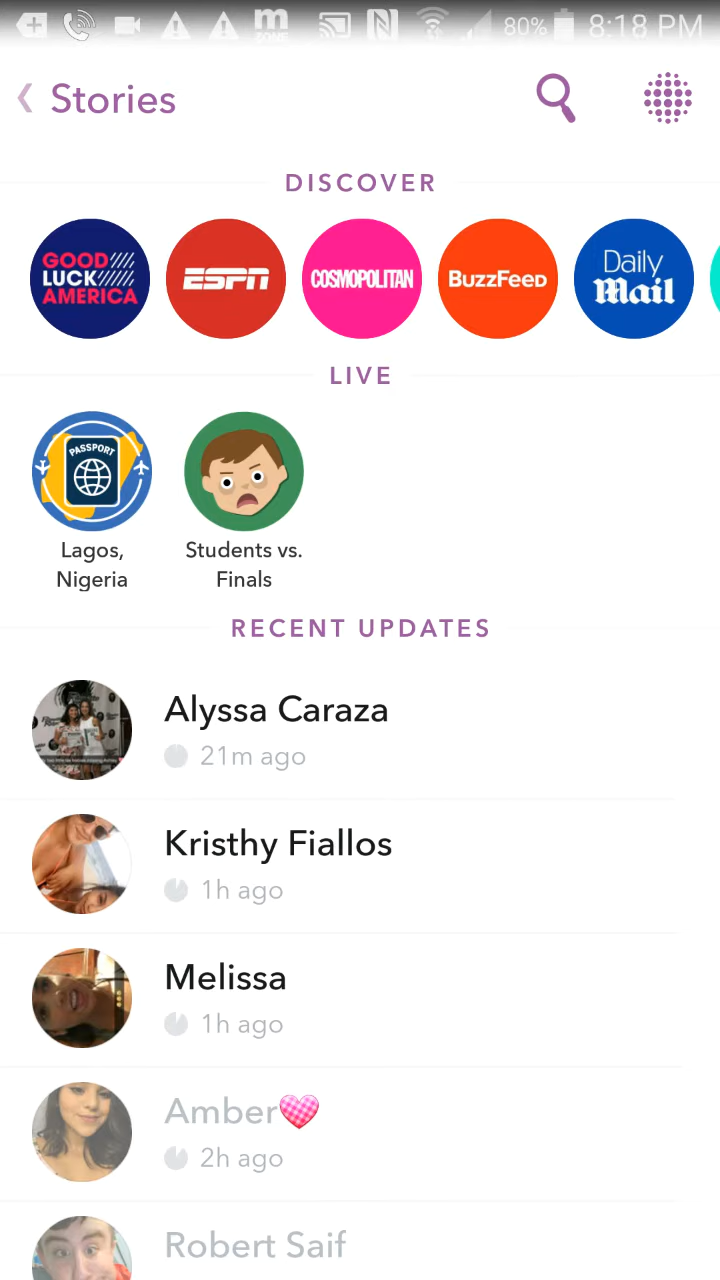 m
ZONE
80%
8:18 PM
Stories
DISCOVER
GOOD
LUCK
AMERICA
ESPN
COSMOPOLITAN
BuzzFeed
Daily
Mail
LIVE
PASSPORT
Lagos,
Nigeria
Students vs.
Finals
RECENT UPDATES
Alyssa Caraza
21m ago
Kristhy Fiallos
1h ago
Melissa
1h ago
Amber💟
2h ago
Robert Saif